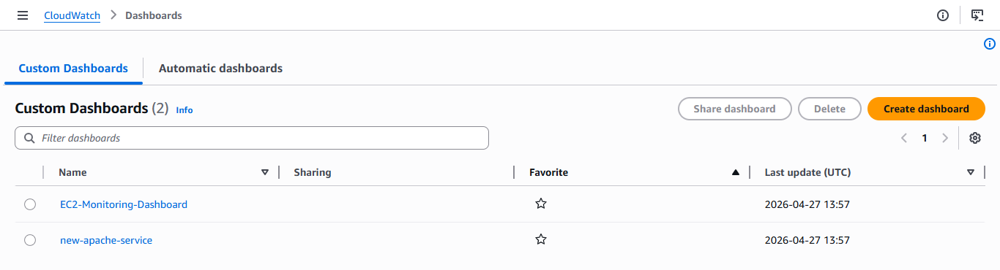 CloudWatch > Dashboards
Custom Dashboards Automatic dashboards
Custom Dashboards (2) Info Share dashboard Delete Create dashboard
Filter dashboards 1
Name Sharing Favorite Last update (UTC)
EC2-Monitoring-Dashboard 2026-04-27 13:57
new-apache-service 2026-04-27 13:57